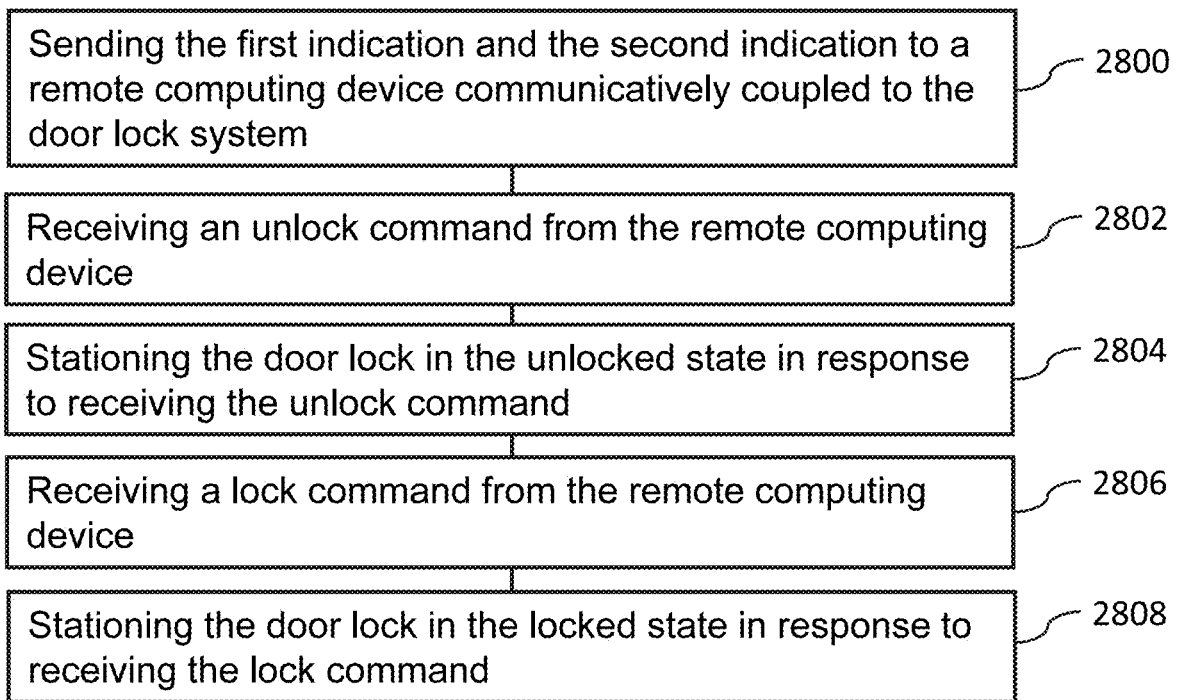 Sending the first indication and the second indication to a
remote computing device communicatively coupled to the
door lock system
2800
Receiving an unlock command from the remote computing
device
2802
Stationing the door lock in the unlocked state in response
to receiving the unlock command
2804
Receiving a lock command from the remote computing
device
2806
Stationing the door lock in the locked state in response to
receiving the lock command
2808